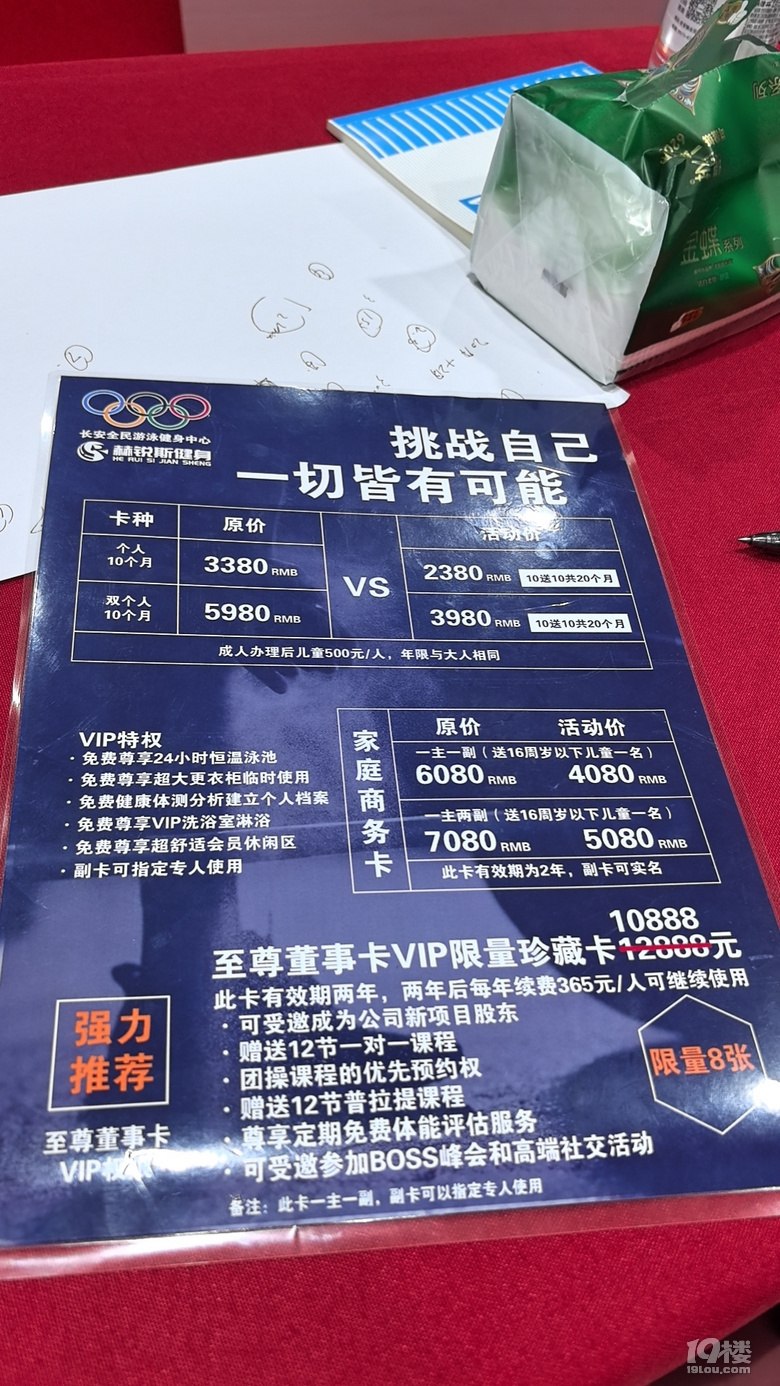 金蝶系列
长安全民游泳健身中心
赫锐斯健身
HE RUI SI JIAN SHENG
挑战自己
一切皆有可能
卡种 原价 VS 活动价
个人 10个月 3380 RMB 2380 RMB 10送10共20个月
双个人 10个月 5980 RMB 3980 RMB 10送10共20个月
成人办理后儿童500元/人，年限与大人相同
VIP特权
· 免费尊享24小时恒温泳池
· 免费尊享超大更衣柜临时使用
· 免费健康体测分析建立个人档案
· 免费尊享VIP洗浴室淋浴
· 免费尊享超舒适会员休闲区
· 副卡可指定专人使用
家庭商务卡
原价 活动价
一主一副（送16周岁以下儿童一名）
6080 RMB 4080 RMB
一主两副（送16周岁以下儿童一名）
7080 RMB 5080 RMB
此卡有效期为2年，副卡可实名
10888
至尊董事卡VIP限量珍藏卡12888元
此卡有效期两年，两年后每年续费365元/人可继续使用
· 可受邀成为公司新项目股东
· 赠送12节一对一课程
· 团操课程的优先预约权
· 赠送12节普拉提课程
· 尊享定期免费体能评估服务
· 可受邀参加BOSS峰会和高端社交活动
备注：此卡一主一副，副卡可以指定专人使用
强力
推荐
至尊董事卡
VIP权
限量8张
19楼
19lou.com